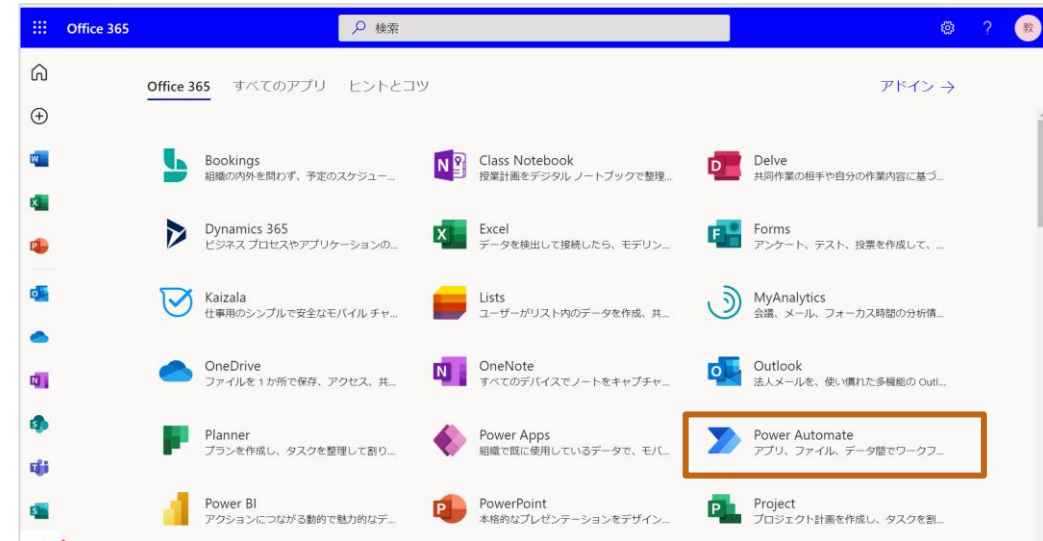 Office 365
検索
?
教
Office 365 すべてのアプリ ヒントとコツ
アドイン →
Bookings
組織の内外を問わず、予定のスケジュー...
Class Notebook
授業計画をデジタル ノートブックで整理...
Delve
共同作業の相手や自分の作業内容に基づ...
Dynamics 365
ビジネス プロセスやアプリケーションの...
Excel
データを検出して接続したら、モデリン...
Forms
アンケート、テスト、投票を作成して、...
Kaizala
仕事用のシンプルで安全なモバイル チャ...
Lists
ユーザーがリスト内のデータを作成、共...
MyAnalytics
会議、メール、フォーカス時間の分析情...
OneDrive
ファイルを 1 か所で保存、アクセス、共...
OneNote
すべてのデバイスでノートをキャプチャ...
Outlook
法人メールを、使い慣れた多機能の Outl...
Planner
プランを作成し、タスクを整理して割り...
Power Apps
組織で既に使用しているデータで、モバ...
Power Automate
アプリ、ファイル、データ間でワークフ...
Power BI
アクションにつながる動的で魅力的なデ...
PowerPoint
本格的なプレゼンテーションをデザイン...
Project
プロジェクト計画を作成し、タスクを割...